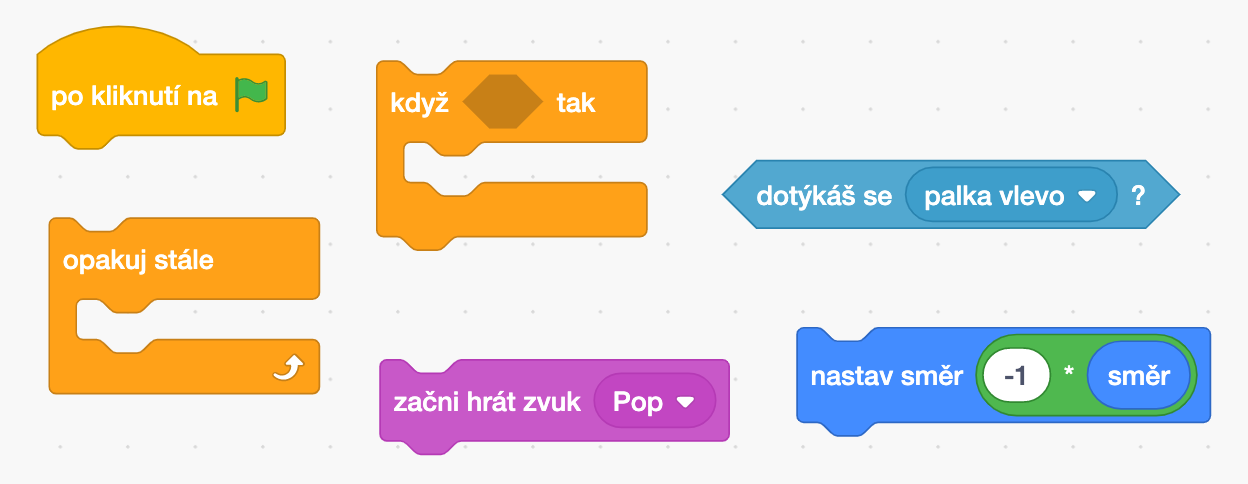 po kliknutí na
když tak
dotýkáš se palka vlevo ?
opakuj stále
začni hrát zvuk Pop
nastav směr -1 * směr